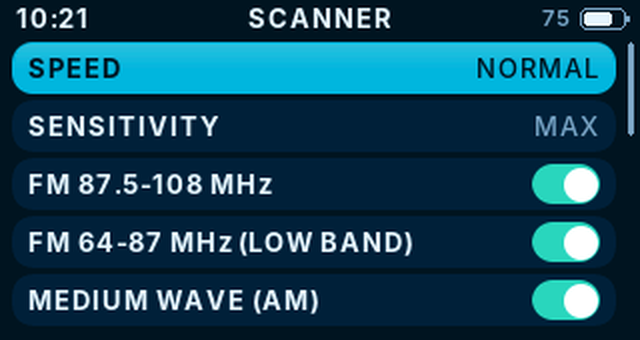 10:21 SCANNER 75
SPEED NORMAL
SENSITIVITY MAX
FM 87.5-108 MHz
FM 64-87 MHz (LOW BAND)
MEDIUM WAVE (AM)